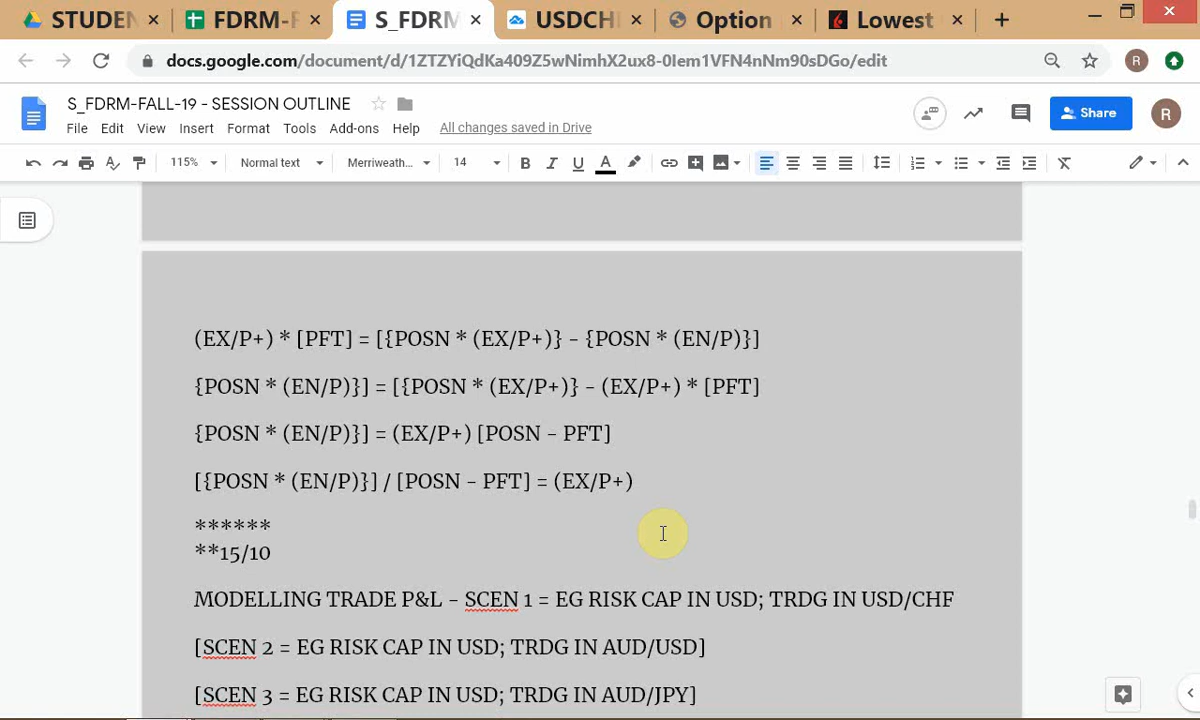 STUDEN × FDRM-F × S_FDRM × USDCHI × Option × Lowest × +
docs.google.com/document/d/1ZTZYiQdKa409Z5wNimhX2ux8-0Iem1VFN4nNm90sDGo/edit R
S_FDRM-FALL-19 - SESSION OUTLINE
File Edit View Insert Format Tools Add-ons Help All changes saved in Drive Share R
115% Normal text Merriweath... 14 B I U A
(EX/P+) * [PFT] = [{POSN * (EX/P+)} - {POSN * (EN/P)}]
{POSN * (EN/P)}] = [{POSN * (EX/P+)} - (EX/P+) * [PFT]
{POSN * (EN/P)}] = (EX/P+) [POSN - PFT]
[{POSN * (EN/P)}] / [POSN - PFT] = (EX/P+)
******
**15/10
MODELLING TRADE P&L - SCEN 1 = EG RISK CAP IN USD; TRDG IN USD/CHF
[SCEN 2 = EG RISK CAP IN USD; TRDG IN AUD/USD]
[SCEN 3 = EG RISK CAP IN USD; TRDG IN AUD/JPY]